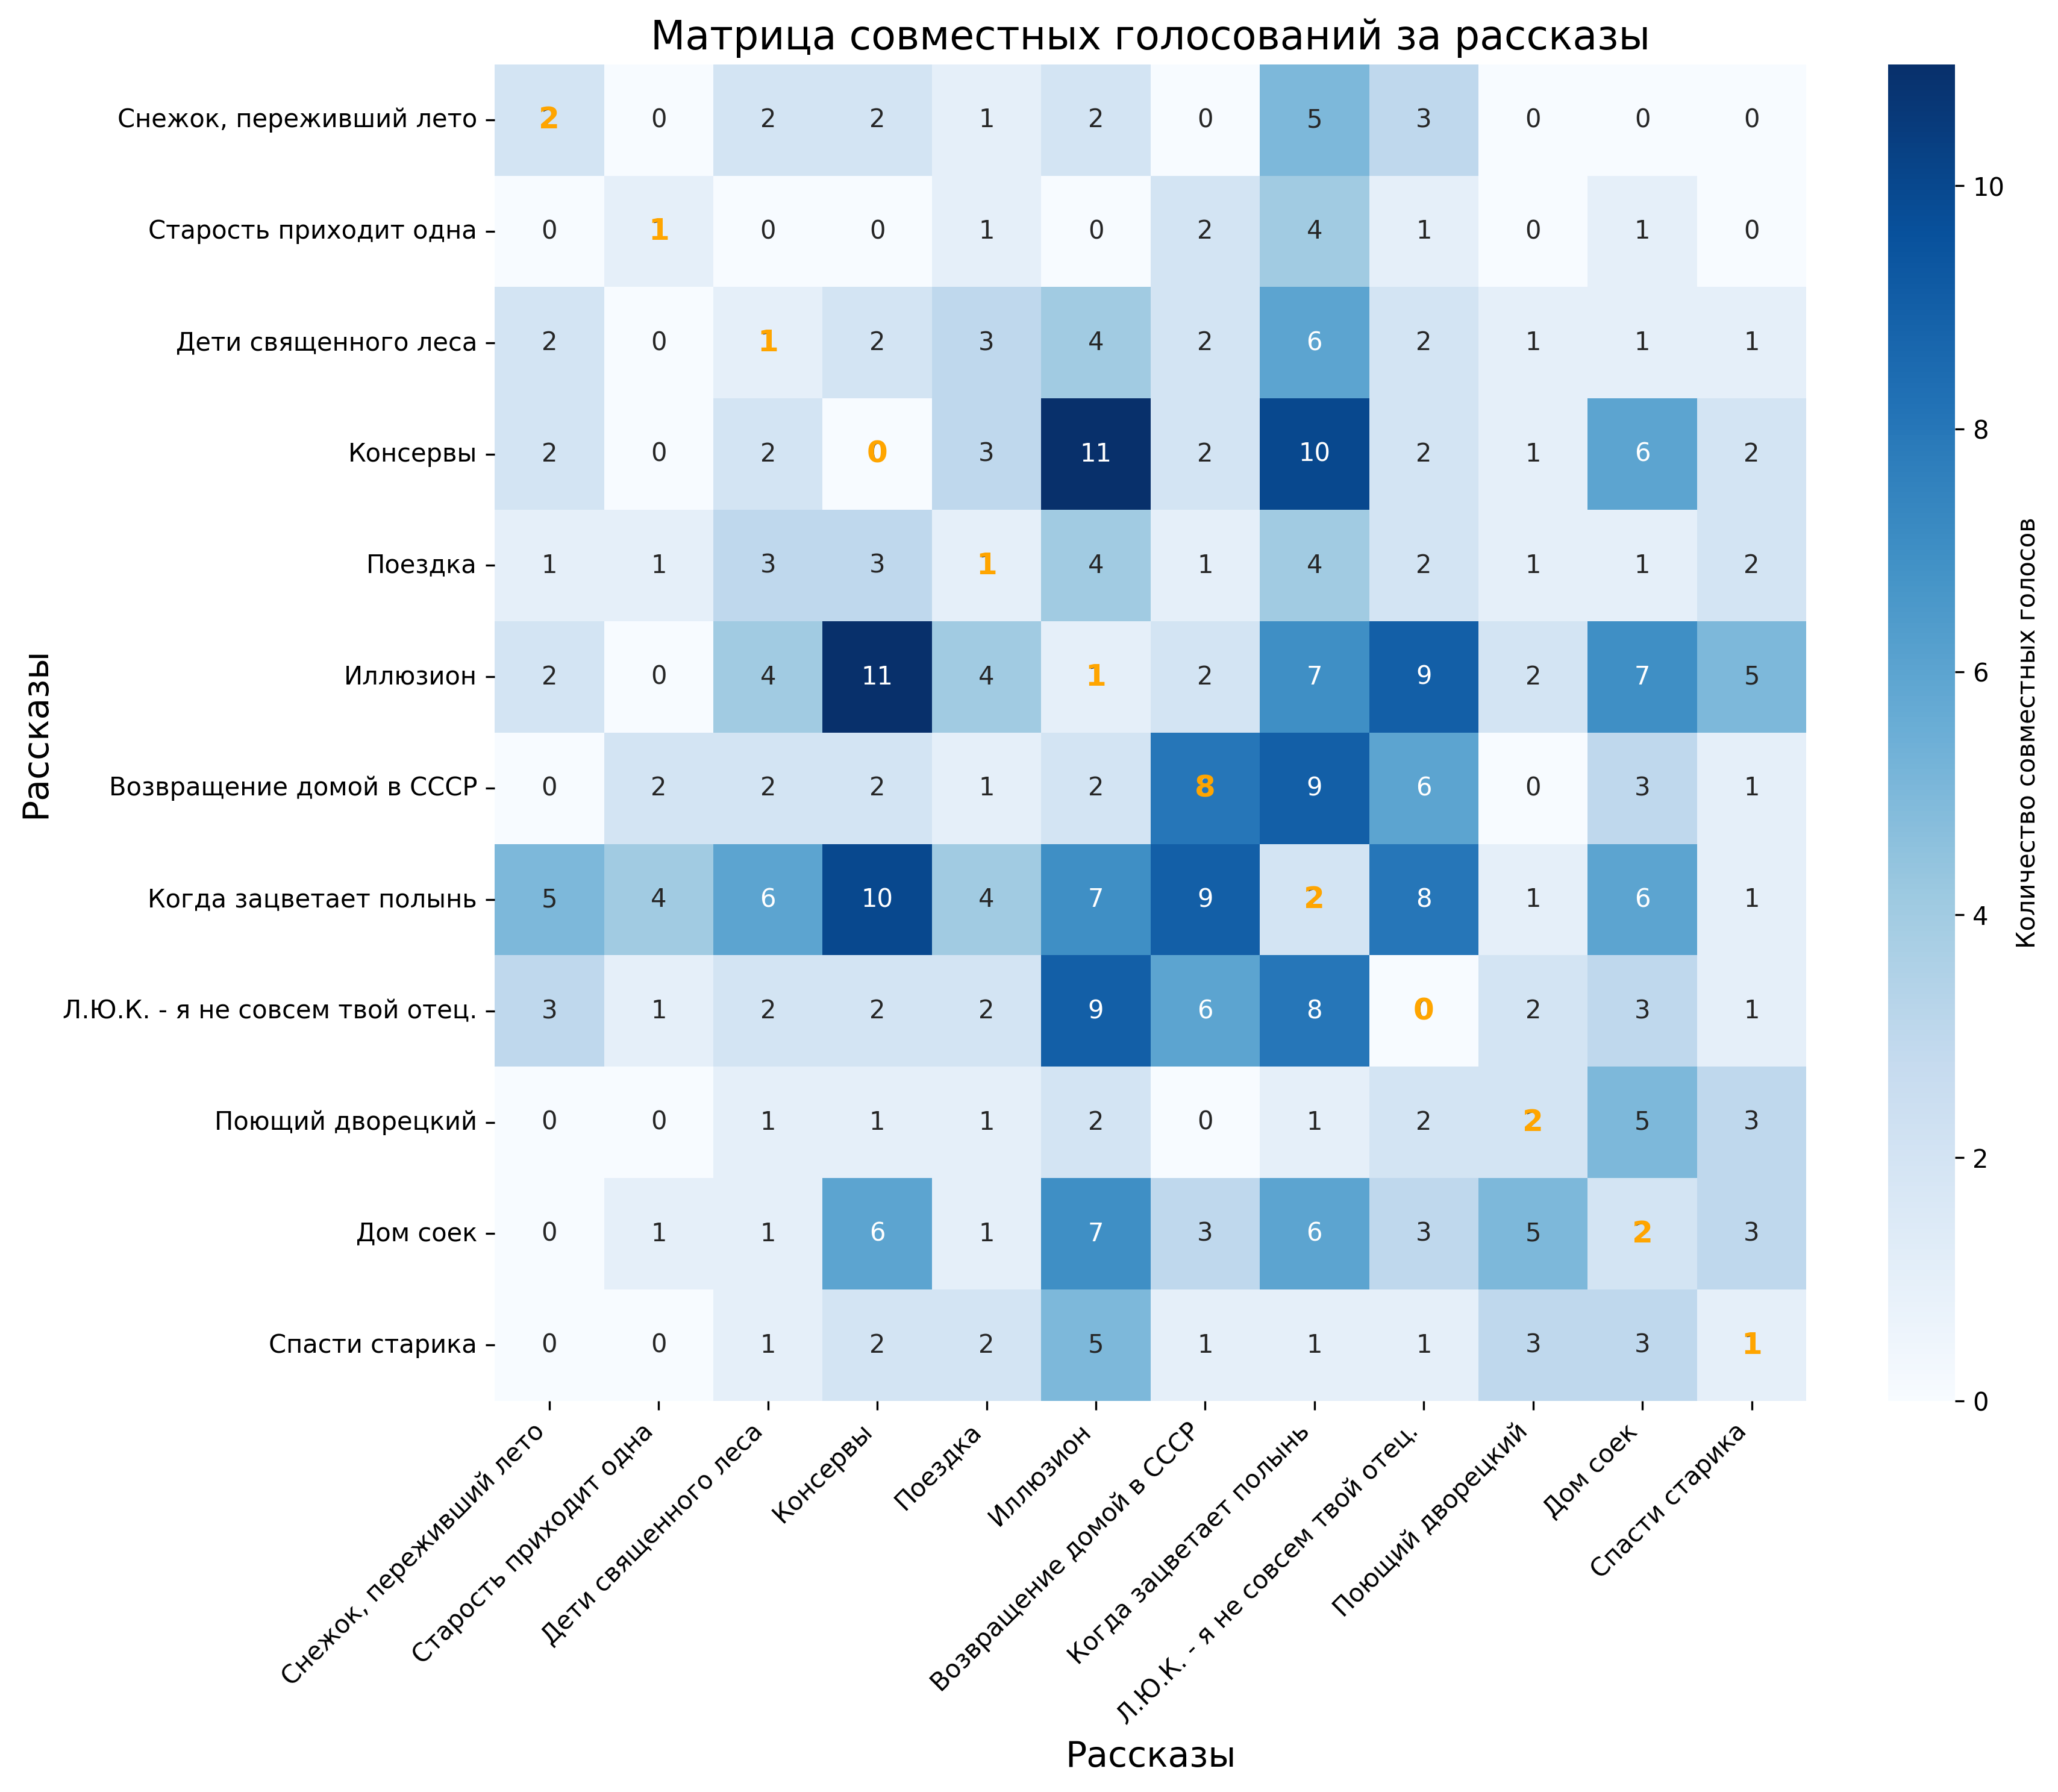 Матрица совместных голосований за рассказы
Снежок, переживший лето 2 0 2 2 1 2 0 5 3 0 0 0
Старость приходит одна 0 1 0 0 1 0 2 4 1 0 1 0
Дети священного леса 2 0 1 2 3 4 2 6 2 1 1 1
Консервы 2 0 2 0 3 11 2 10 2 1 6 2
Поездка 1 1 3 3 1 4 1 4 2 1 1 2
Иллюзион 2 0 4 11 4 1 2 7 9 2 7 5
Возвращение домой в СССР 0 2 2 2 1 2 8 9 6 0 3 1
Когда зацветает полынь 5 4 6 10 4 7 9 2 8 1 6 1
Л.Ю.К. - я не совсем твой отец. 3 1 2 2 2 9 6 8 0 2 3 1
Поющий дворецкий 0 0 1 1 1 2 0 1 2 2 5 3
Дом соек 0 1 1 6 1 7 3 6 3 5 2 3
Спасти старика 0 0 1 2 2 5 1 1 1 3 3 1
Рассказы
Снежок, переживший лето
Старость приходит одна
Дети священного леса
Консервы
Поездка
Иллюзион
Возвращение домой в СССР
Когда зацветает полынь
Л.Ю.К. - я не совсем твой отец.
Поющий дворецкий
Дом соек
Спасти старика
Рассказы
10
8
6
4
2
0
Количество совместных голосов